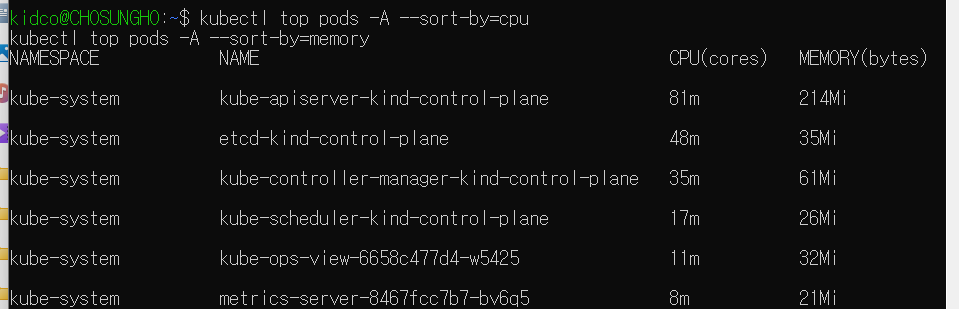 kidco@CHOSUNGHO:~$ kubectl top pods -A --sort-by=cpu
kubectl top pods -A --sort-by=memory
NAMESPACE NAME CPU(cores) MEMORY(bytes)
kube-system kube-apiserver-kind-control-plane 81m 214Mi
kube-system etcd-kind-control-plane 48m 35Mi
kube-system kube-controller-manager-kind-control-plane 35m 61Mi
kube-system kube-scheduler-kind-control-plane 17m 26Mi
kube-system kube-ops-view-6658c477d4-w5425 11m 32Mi
kube-system metrics-server-8467fcc7b7-bv6q5 8m 21Mi